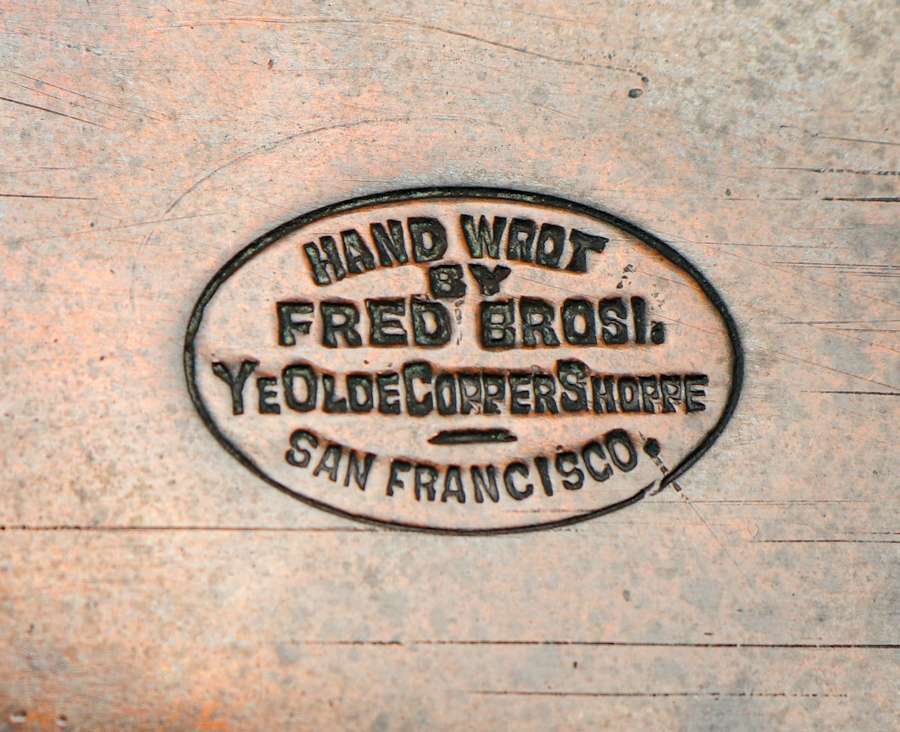 HAND WROT
BY
FRED BROSI.
YE OLDE COPPER SHOPPE
SAN FRANCISCO.